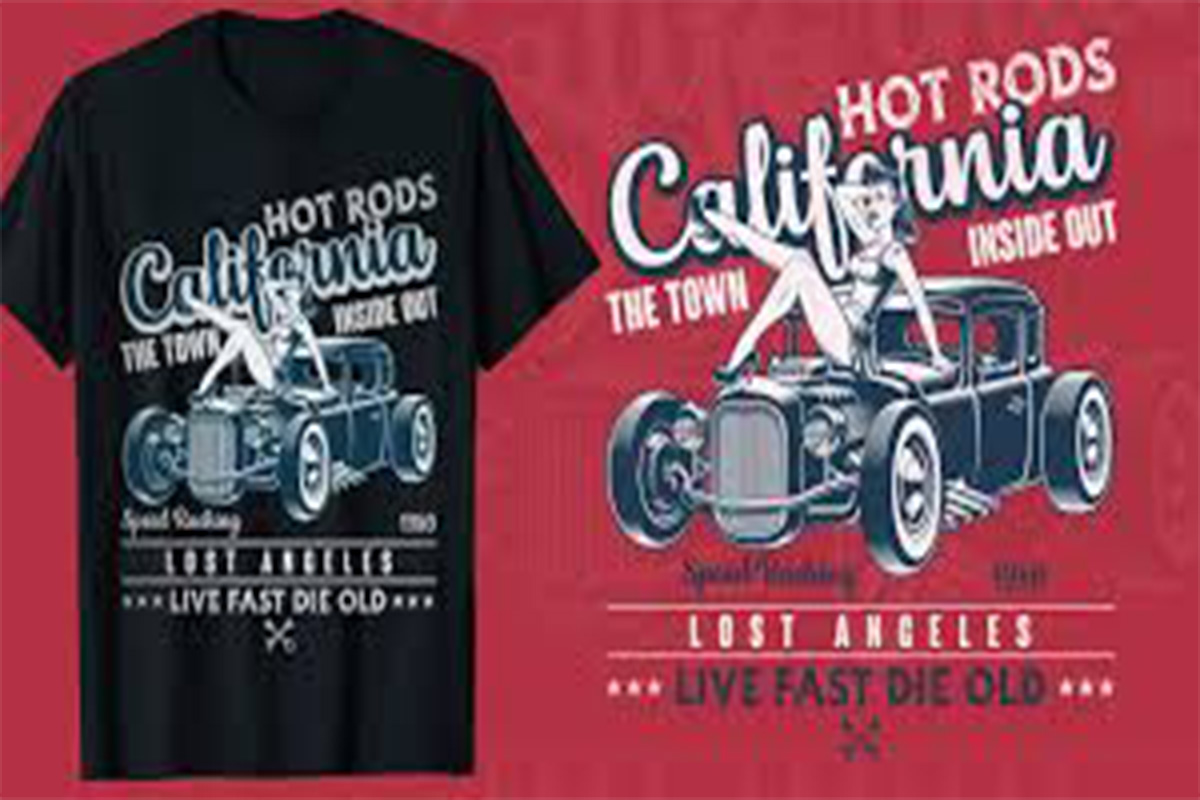 HOT RODS
California
INSIDE OUT
THE TOWN
LOST ANGELES
*** LIVE FAST DIE OLD ***
HOT RODS
California
INSIDE OUT
THE TOWN
LOST ANGELES
*** LIVE FAST DIE OLD ***